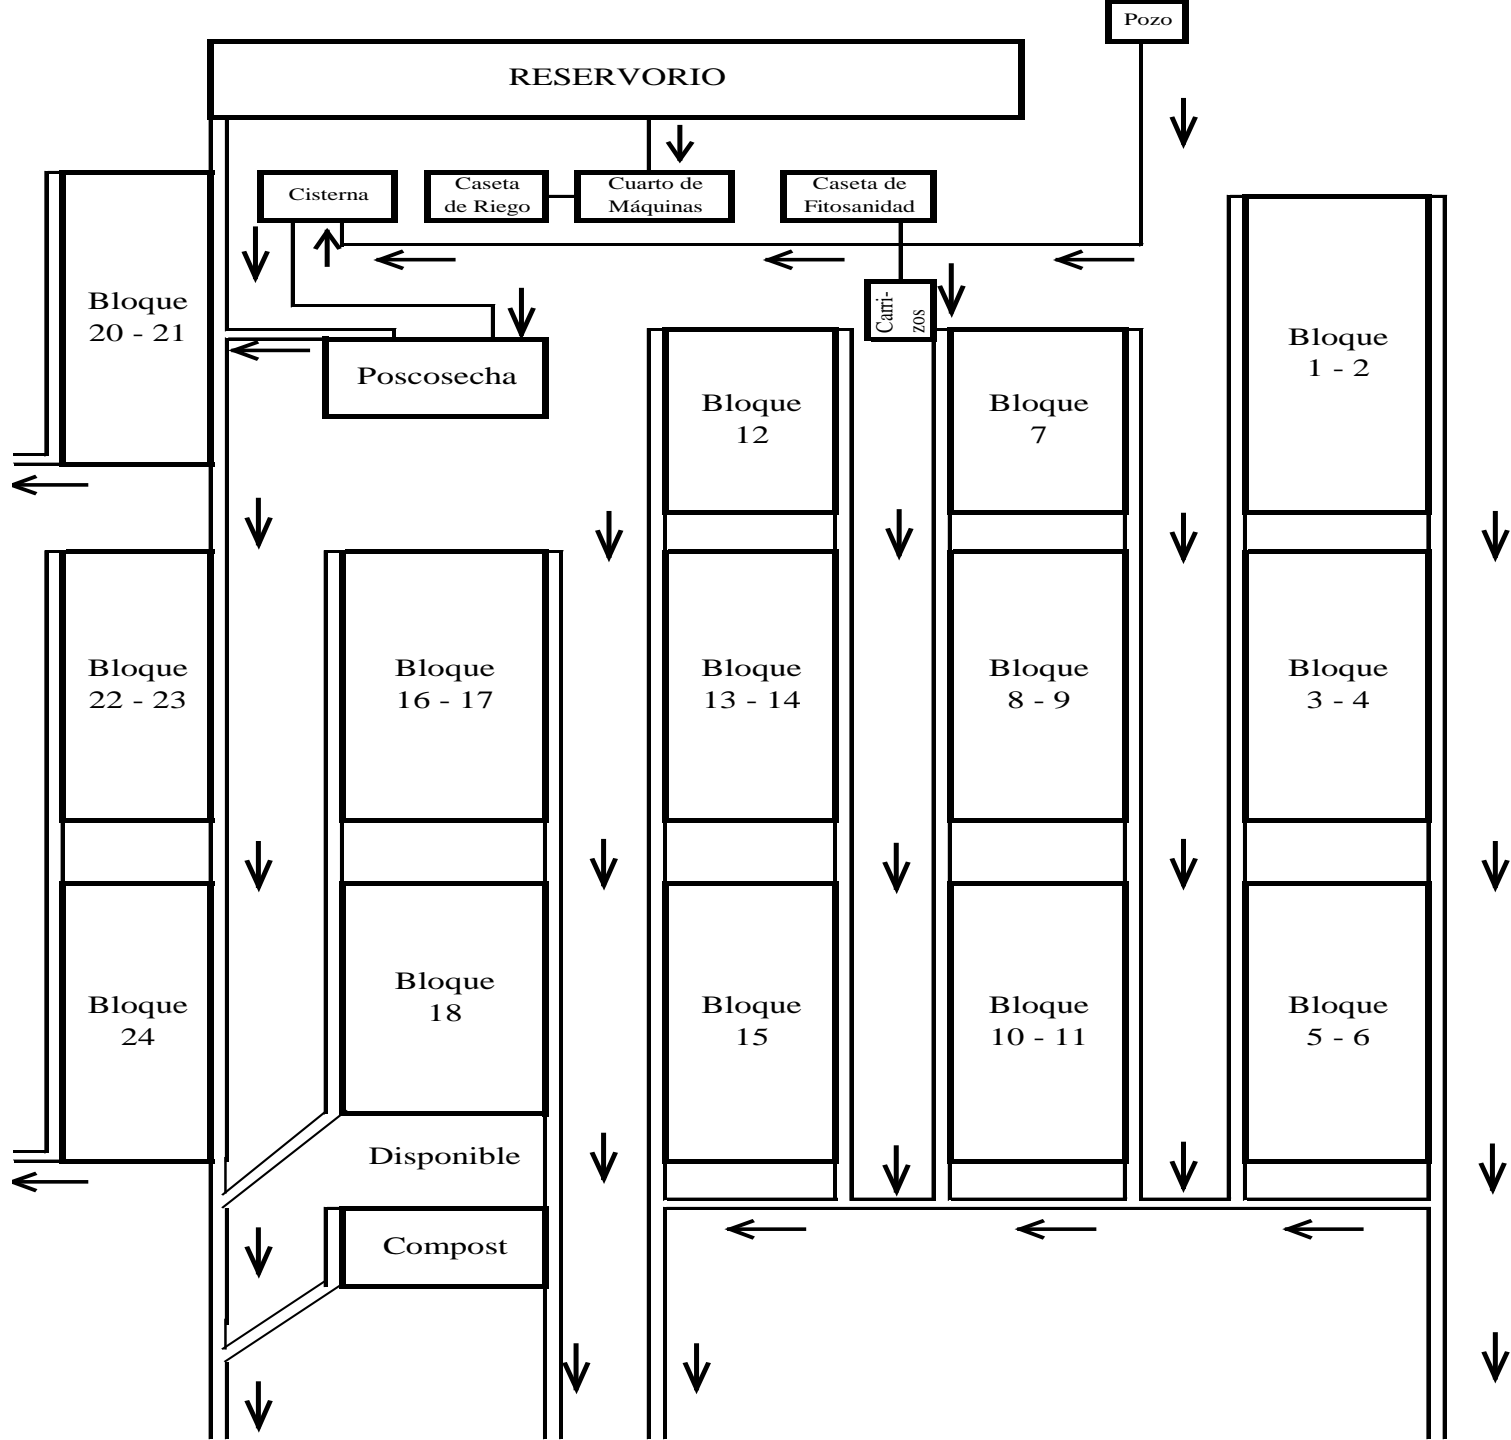 Pozo
RESERVORIO
Cisterna
Caseta
de Riego
Cuarto de
Máquinas
Caseta de
Fitosanidad
Carri-
zos
Bloque
20 - 21
Poscosecha
Bloque
12
Bloque
7
Bloque
1 - 2
Bloque
22 - 23
Bloque
16 - 17
Bloque
13 - 14
Bloque
8 - 9
Bloque
3 - 4
Bloque
24
Bloque
18
Bloque
15
Bloque
10 - 11
Bloque
5 - 6
Disponible
Compost